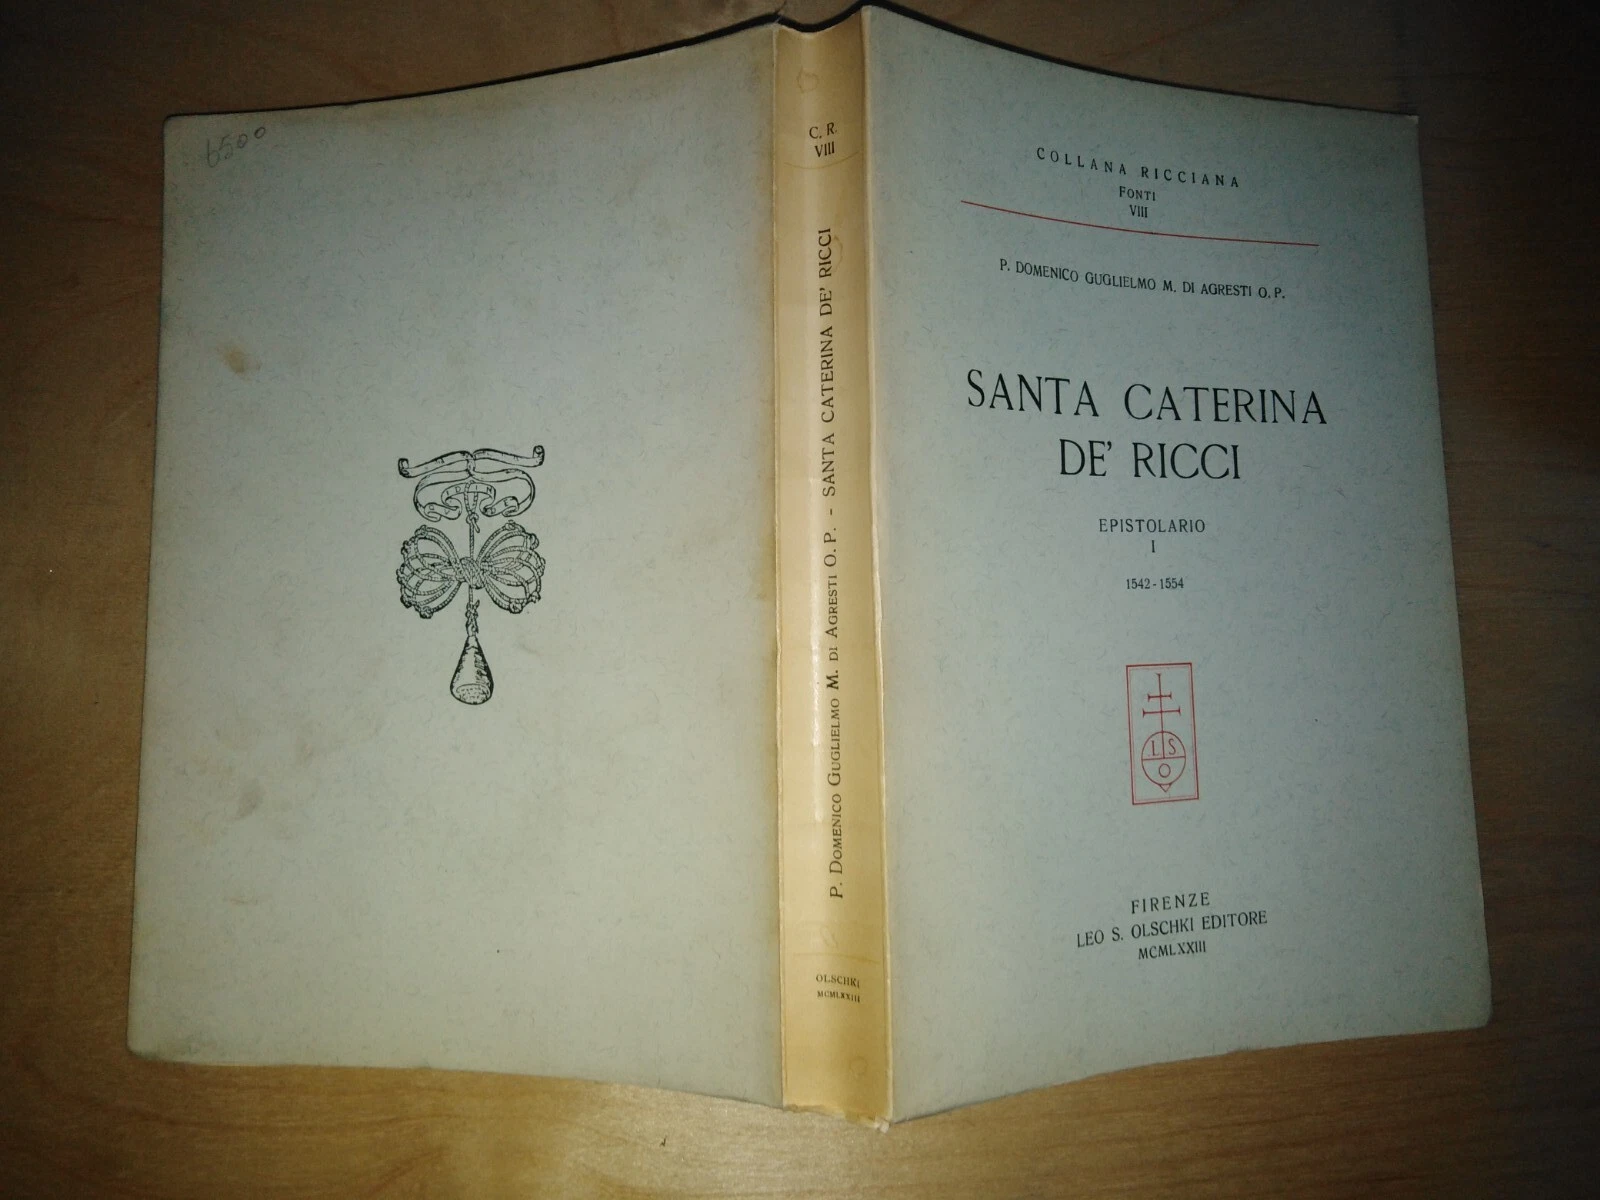 6500
C. R.
VIII
P. DOMENICO GUGLIELMO M. DI AGRESTI O. P. - SANTA CATERINA DE' RICCI
OLSCHKI
MCMLXXIII
COLLANA RICCIANA
FONTI
VIII
P. DOMENICO GUGLIELMO M. DI AGRESTI O. P.
SANTA CATERINA
DE' RICCI
EPISTOLARIO
I
1542-1554
L S
O
FIRENZE
LEO S. OLSCHKI EDITORE
MCMLXXIII